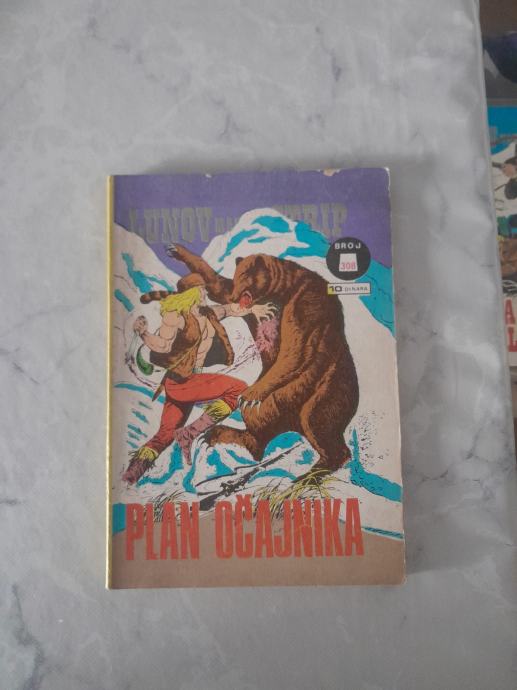 LUNOV
STRIP
BROJ
308
10 DINARA
PLAN OČAJNIKA